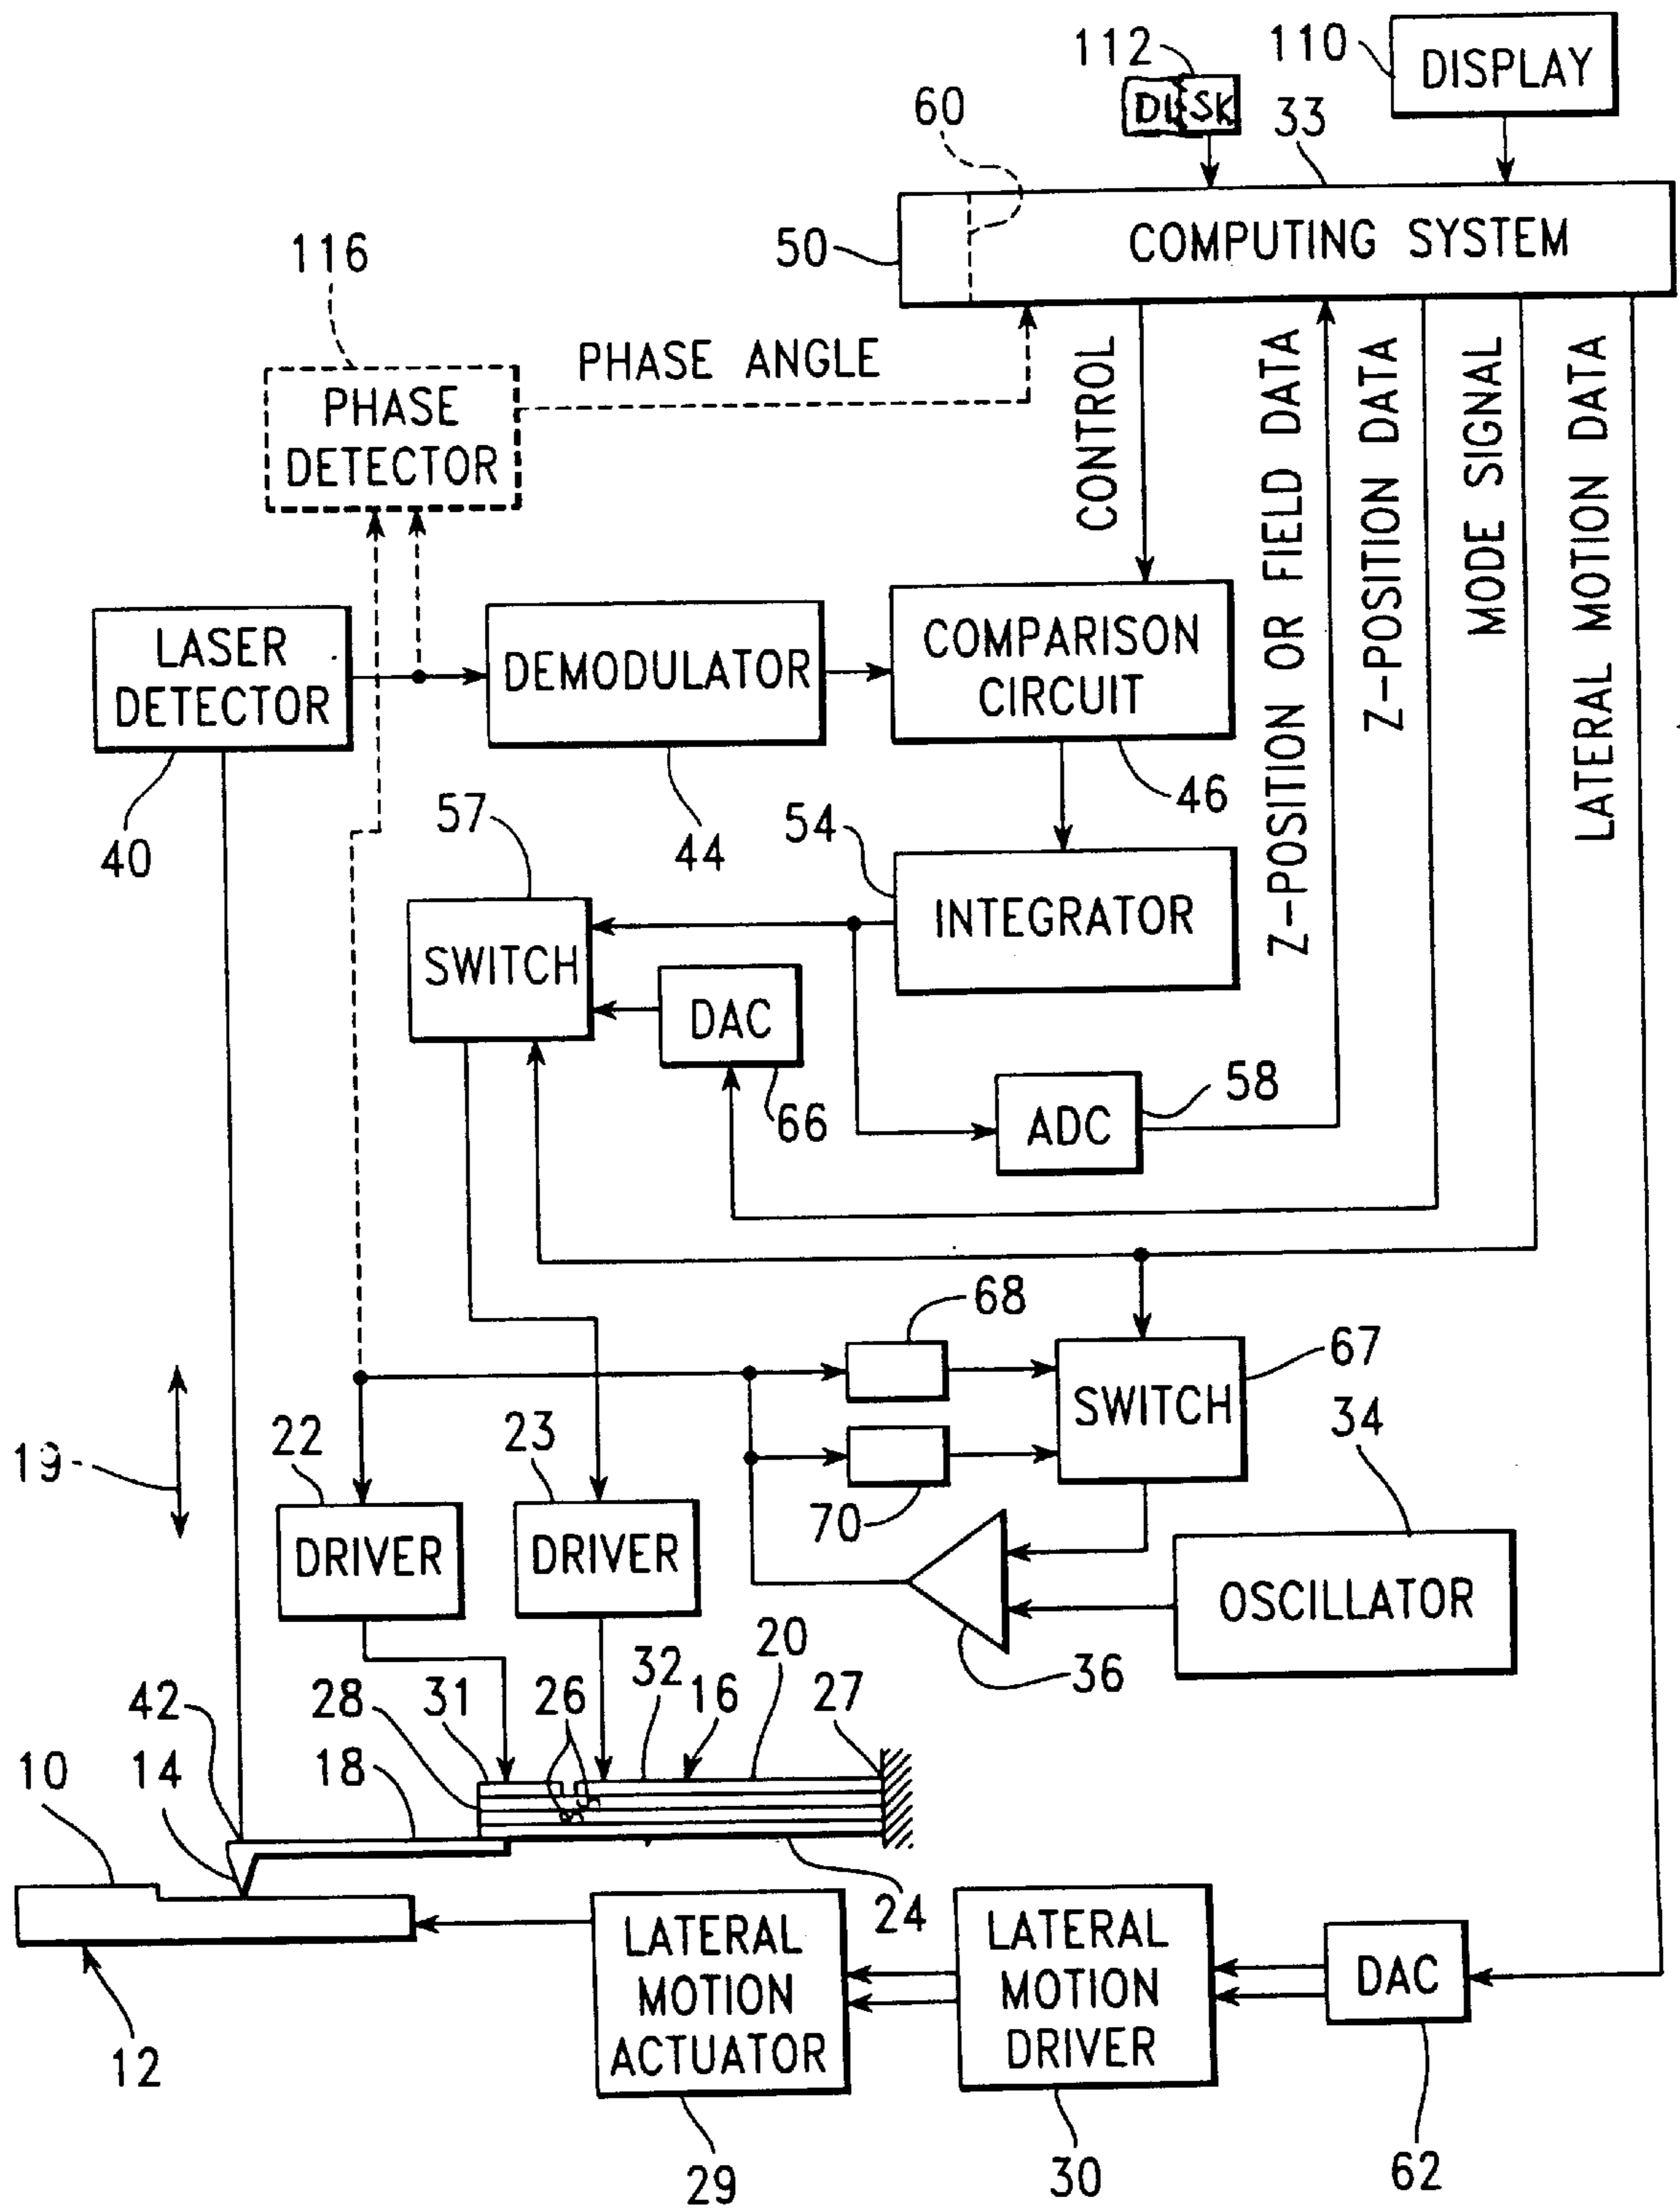 112
110
DISPLAY
DISK
60
33
50
COMPUTING SYSTEM
116
PHASE ANGLE
PHASE
DETECTOR
CONTROL
Z-POSITION OR FIELD DATA
Z-POSITION DATA
MODE SIGNAL
LATERAL MOTION DATA
LASER
DETECTOR
DEMODULATOR
COMPARISON
CIRCUIT
40
57
44
54
46
SWITCH
INTEGRATOR
DAC
66
ADC
58
68
67
SWITCH
34
19
22
23
70
DRIVER
DRIVER
OSCILLATOR
36
42
28
31
26
32
16
20
27
10
14
18
24
LATERAL
MOTION
ACTUATOR
LATERAL
MOTION
DRIVER
DAC
12
29
30
62